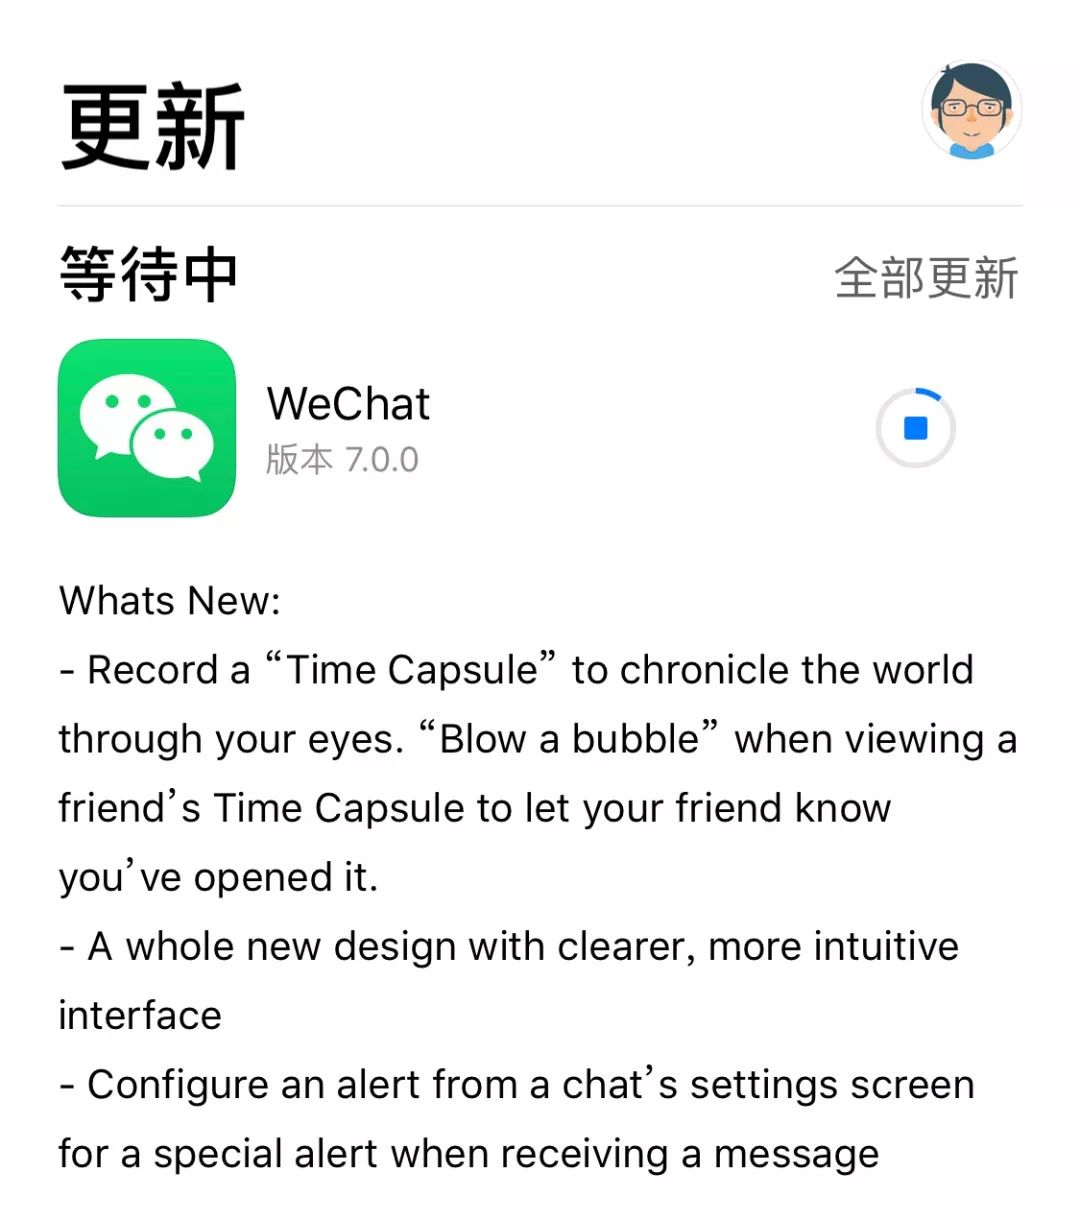 更新
等待中
全部更新
WeChat
版本 7.0.0
Whats New:
- Record a “Time Capsule” to chronicle the world
through your eyes. “Blow a bubble” when viewing a
friend’s Time Capsule to let your friend know
you’ve opened it.
- A whole new design with clearer, more intuitive
interface
- Configure an alert from a chat’s settings screen
for a special alert when receiving a message